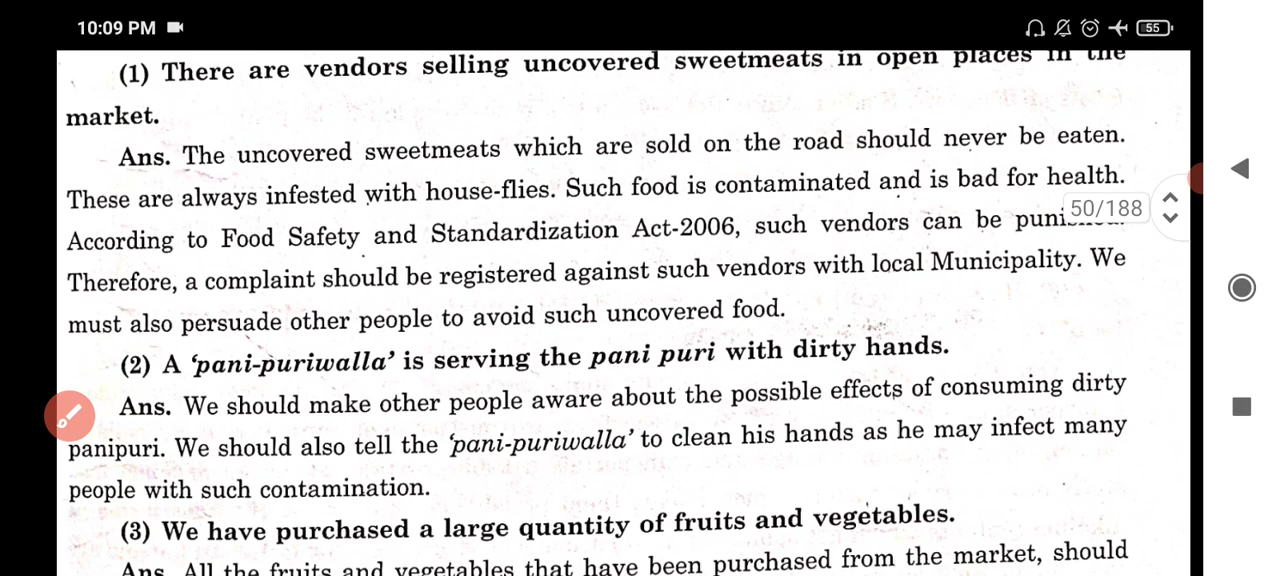 10:09 PM
55
(1) There are vendors selling uncovered sweetmeats in open places in the
market.
Ans. The uncovered sweetmeats which are sold on the road should never be eaten.
These are always infested with house-flies. Such food is contaminated and is bad for health.
50/188
According to Food Safety and Standardization Act-2006, such vendors can be
Therefore, a complaint should be registered against such vendors with local Municipality. We
must also persuade other people to avoid such uncovered food.
(2) A ‘pani-puriwalla’ is serving the pani puri with dirty hands.
Ans. We should make other people aware about the possible effects of consuming dirty
panipuri. We should also tell the ‘pani-puriwalla’ to clean his hands as he may infect many
people with such contamination.
(3) We have purchased a large quantity of fruits and vegetables.
Ans. All the fruits and vegetables that have been purchased from the market, should